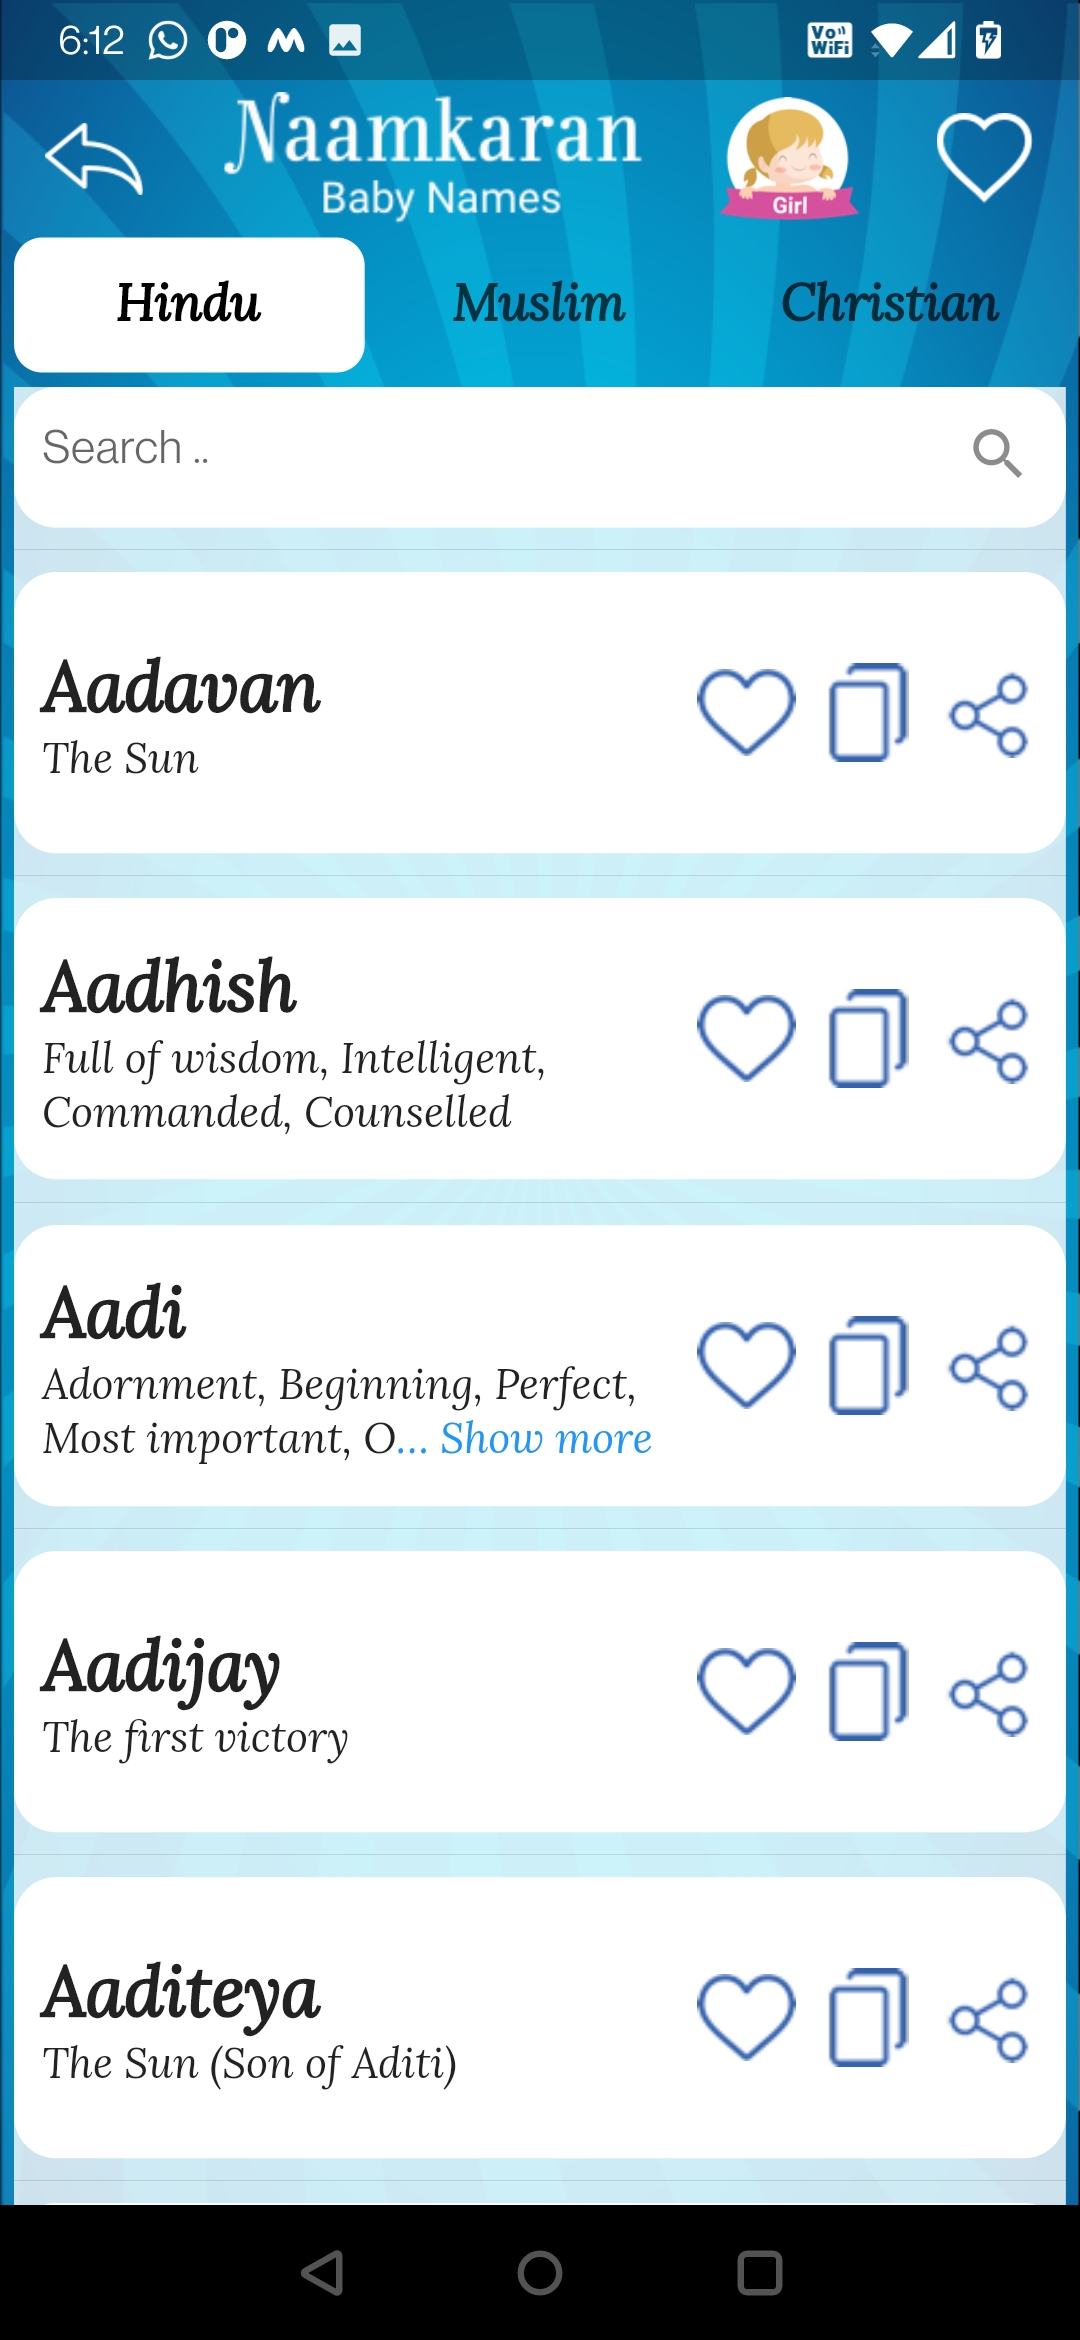 6:12
Vo
WiFi
Naamkaran
Baby Names
Girl
Hindu Muslim Christian
Search ..
Aadavan
The Sun
Aadhish
Full of wisdom, Intelligent,
Commanded, Counselled
Aadi
Adornment, Beginning, Perfect,
Most important, O... Show more
Aadijay
The first victory
Aaditeya
The Sun (Son of Aditi)